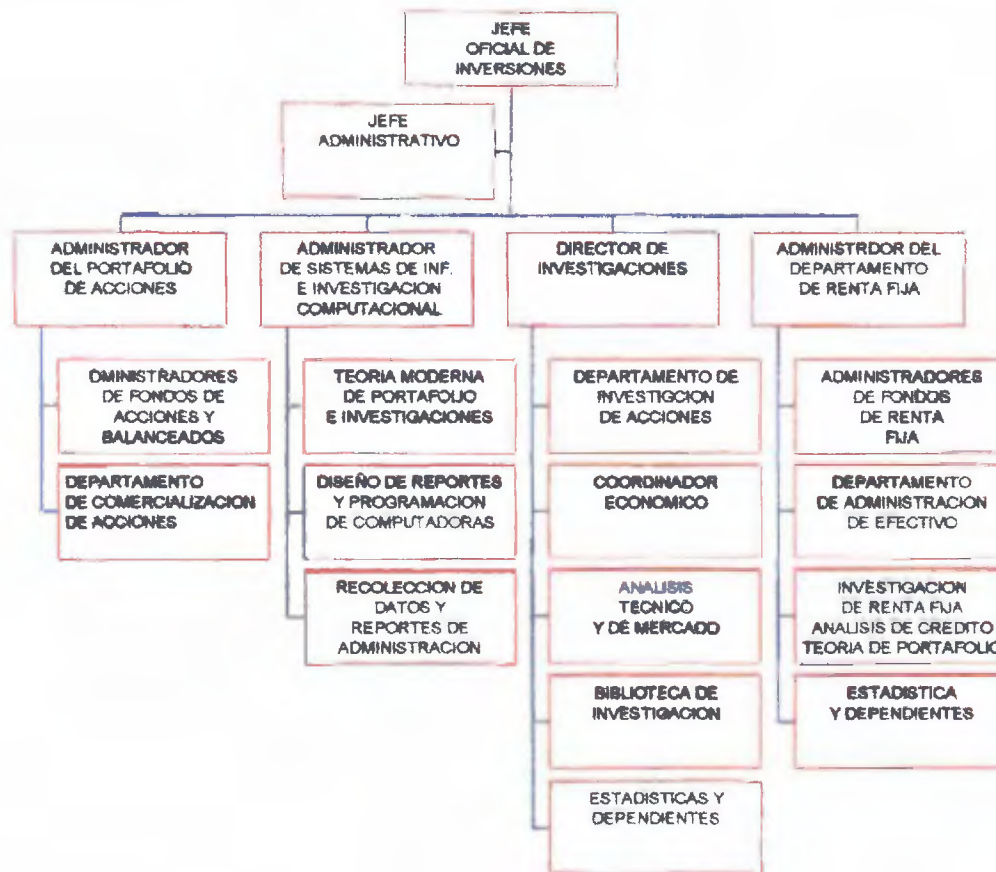 JEFE
OFICIAL DE
INVERSIONES
JEFE
ADMINISTRATIVO
ADMINISTRADOR
DEL PORTAFOLIO
DE ACCIONES
ADMINISTRADOR
DE SISTEMAS DE INF.
E INVESTIGACION
COMPUTACIONAL
DIRECTOR DE
INVESTIGACIONES
ADMINISTRDOR DEL
DEPARTAMENTO
DE RENTA FIJA
DMINISTRADORES
DE FONDOS DE
ACCIONES Y
BALANCEADOS
DEPARTAMENTO
DE COMERCIALIZACION
DE ACCIONES
TEORIA MODERNA
DE PORTAFOLIO
E INVESTIGACIONES
DISEÑO DE REPORTES
Y PROGRAMACION
DE COMPUTADORAS
RECOLECCION DE
DATOS Y
REPORTES DE
ADMINISTRACION
DEPARTAMENTO DE
INVESTIGCION
DE ACCIONES
COORDINADOR
ECONOMICO
ANALISIS
TECNICO
Y DE MERCADO
BIBLIOTECA DE
INVESTIGACION
ESTADISTICAS Y
DEPENDIENTES
ADMINISTRADORES
DE FONDOS
DE RENTA
FIJA
DEPARTAMENTO
DE ADMINISTRACION
DE EFECTIVO
INVESTIGACION
DE RENTA FIJA
ANALISIS DE CREDITO
TEORIA DE PORTAFOLIO
ESTADISTICA
Y DEPENDIENTES